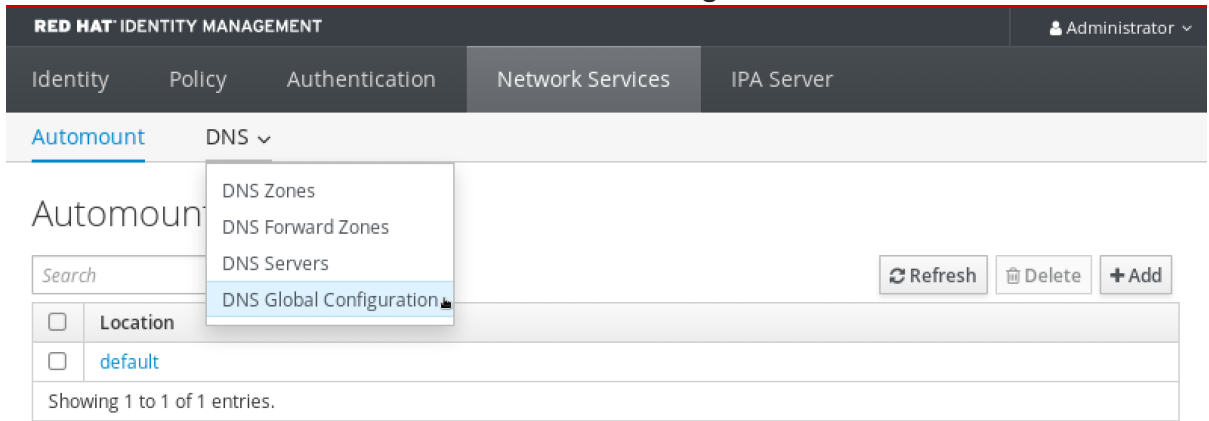 RED HAT® IDENTITY MANAGEMENT Administrator
Identity Policy Authentication Network Services IPA Server
Automount DNS
DNS Zones
Automoun
DNS Forward Zones
Search DNS Servers Refresh Delete Add
DNS Global Configuration
Location
default
Showing 1 to 1 of 1 entries.